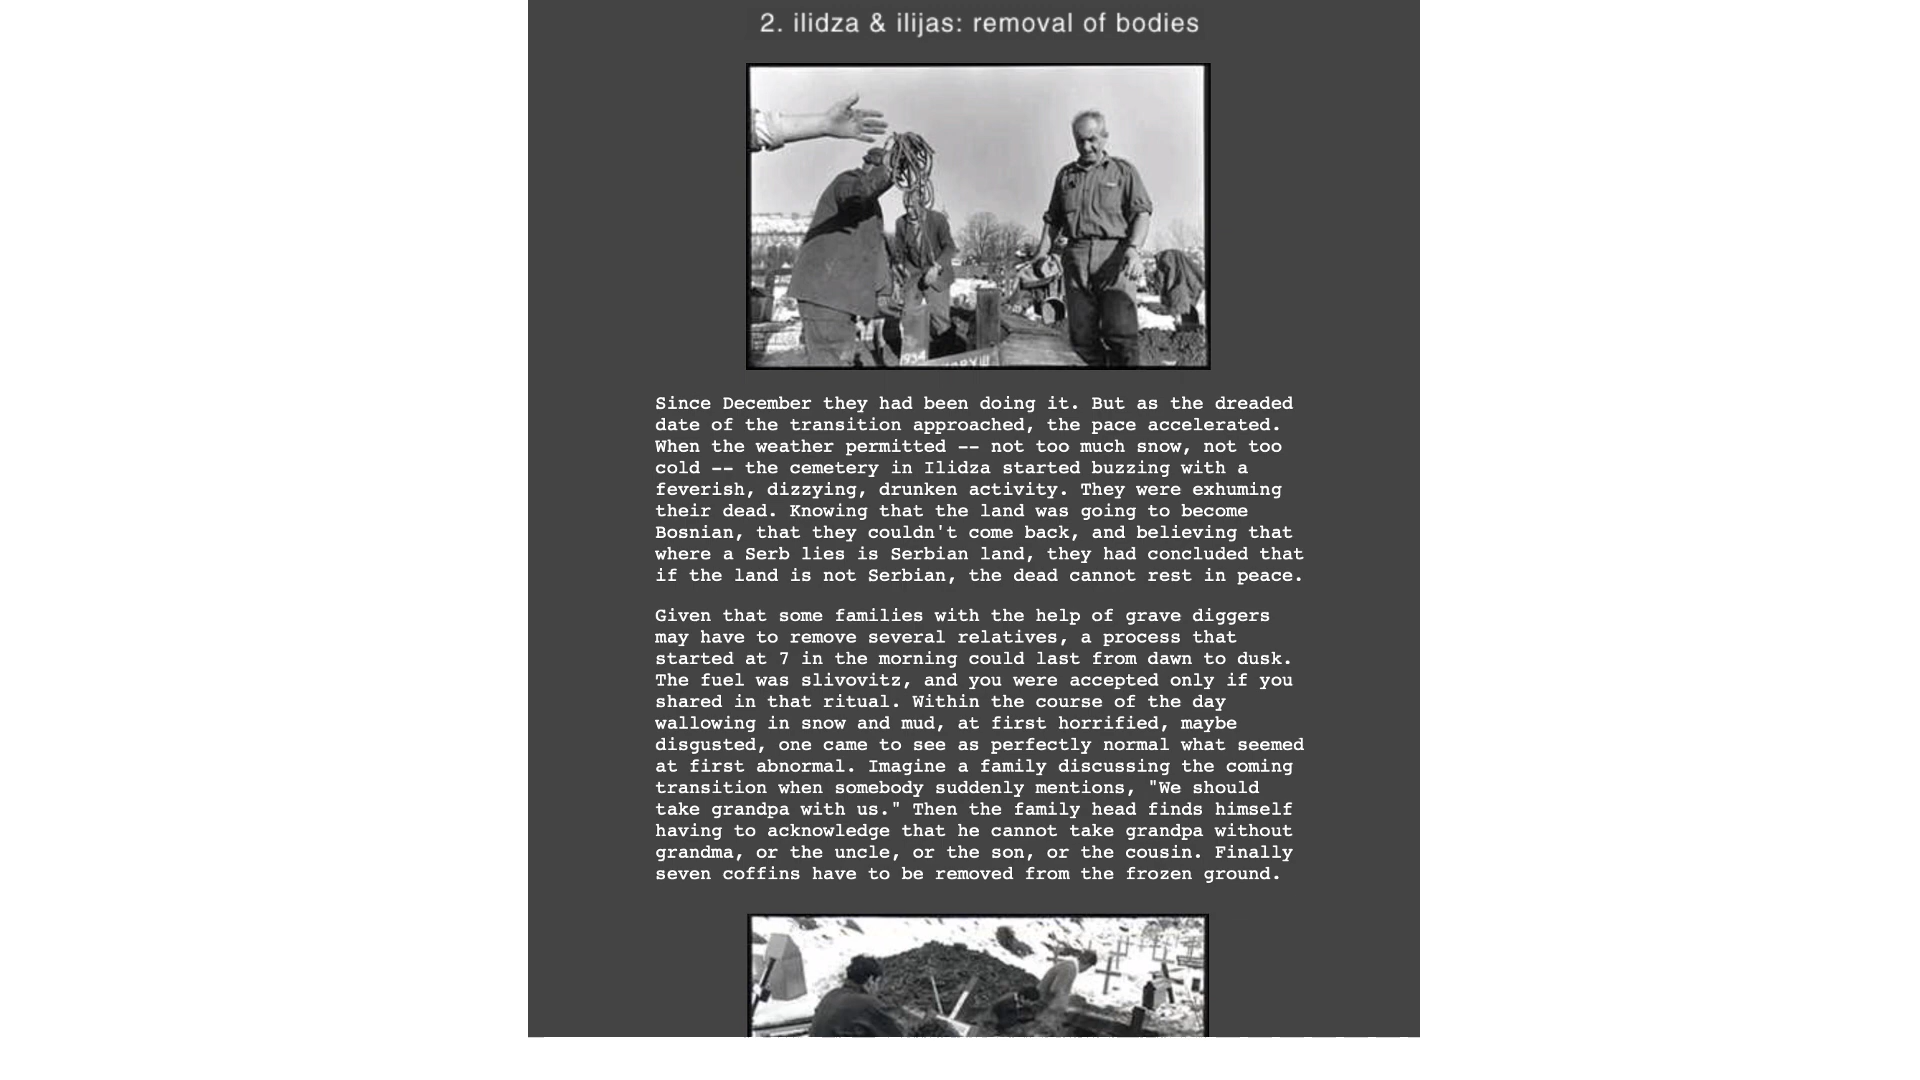 2. ilidza & ilijas: removal of bodies
1934
Since December they had been doing it. But as the dreaded
date of the transition approached, the pace accelerated.
When the weather permitted -- not too much snow, not too
cold -- the cemetery in Ilidza started buzzing with a
feverish, dizzying, drunken activity. They were exhuming
their dead. Knowing that the land was going to become
Bosnian, that they couldn't come back, and believing that
where a Serb lies is Serbian land, they had concluded that
if the land is not Serbian, the dead cannot rest in peace.
Given that some families with the help of grave diggers
may have to remove several relatives, a process that
started at 7 in the morning could last from dawn to dusk.
The fuel was slivovitz, and you were accepted only if you
shared in that ritual. Within the course of the day
wallowing in snow and mud, at first horrified, maybe
disgusted, one came to see as perfectly normal what seemed
at first abnormal. Imagine a family discussing the coming
transition when somebody suddenly mentions, "We should
take grandpa with us." Then the family head finds himself
having to acknowledge that he cannot take grandpa without
grandma, or the uncle, or the son, or the cousin. Finally
seven coffins have to be removed from the frozen ground.